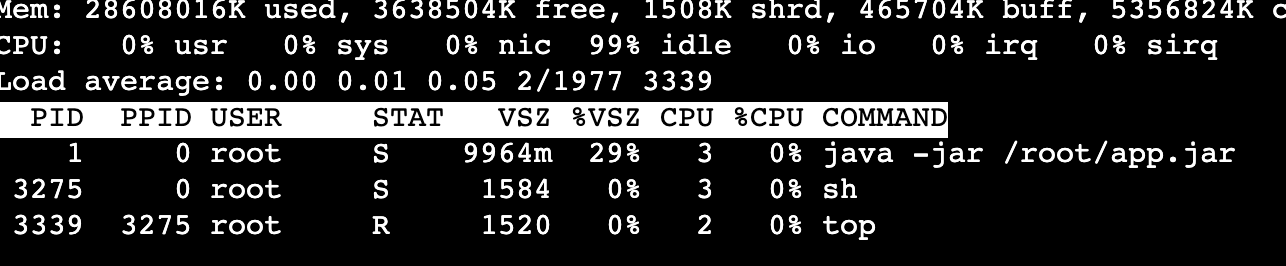 Mem: 28608016K used, 3638504K free, 1508K shrd, 465704K buff, 5356824K c
CPU:   0% usr   0% sys   0% nic  99% idle   0% io   0% irq   0% sirq
Load average: 0.00 0.01 0.05 2/1977 3339
  PID  PPID USER     STAT   VSZ %VSZ CPU %CPU COMMAND
    1     0 root     S    9964m  29%   3   0% java -jar /root/app.jar
 3275     0 root     S     1584   0%   3   0% sh
 3339  3275 root     R     1520   0%   2   0% top